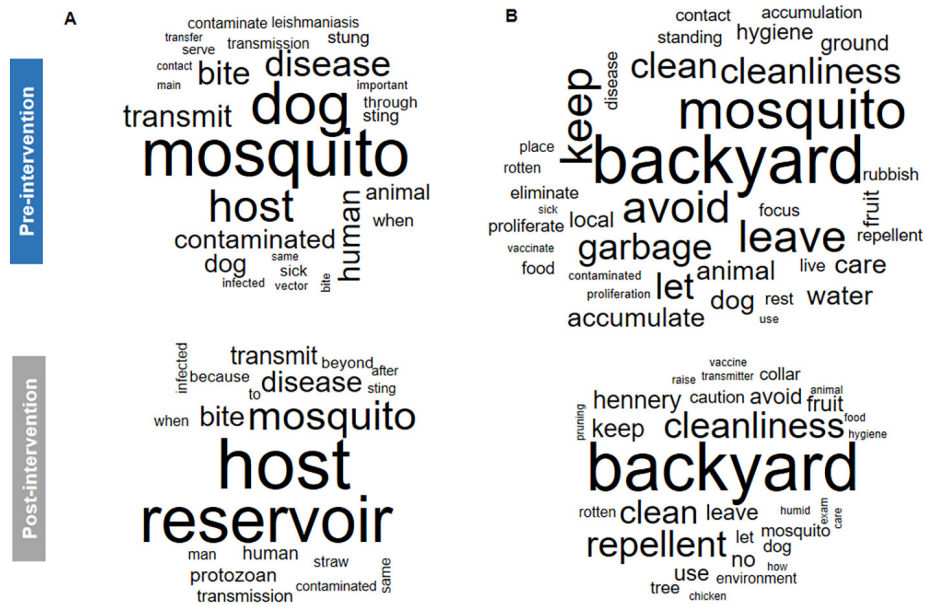 A
Pre-intervention
contaminate leishmaniasis
transfer
serve
transmission
stung
contact
bite
disease
main
important
dog
through
transmit
sting
mosquito
host
human
animal
when
contaminated
dog
same
sick
infected
vector
bite
B
contact
accumulation
standing
hygiene
ground
keep
disease
clean
cleanliness
mosquito
place
backyard
rotten
rubbish
eliminate
avoid
focus
fruit
sick
proliferate
local
leave
repellent
vaccinate
garbage
food
contaminated
animal
live
care
proliferation
let
dog
rest
water
accumulate
use
Post-intervention
infected
transmit
beyond
because
after
to
disease
sting
when
bite
mosquito
host
reservoir
man
human
straw
same
protozoan
contaminated
transmission
vaccine
raise
transmitter
collar
pruning
hennery
caution
avoid
animal
fruit
keep
cleanliness
food
hygiene
backyard
rotten
clean
leave
humid
exam
care
repellent
let
mosquito
no
dog
use
how
environment
tree
chicken